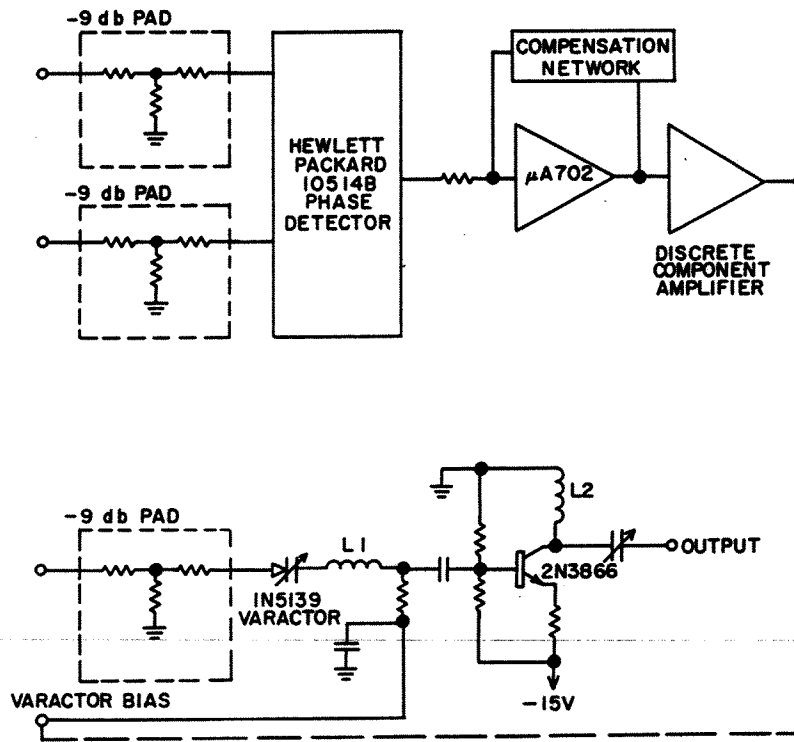 -9 db PAD
COMPENSATION
NETWORK
HEWLETT
PACKARD
10514B
PHASE
DETECTOR
μA702
-9 db PAD
DISCRETE
COMPONENT
AMPLIFIER
-9 db PAD
L2
L1
OUTPUT
2N3866
1N5139
VARACTOR
-15V
VARACTOR BIAS